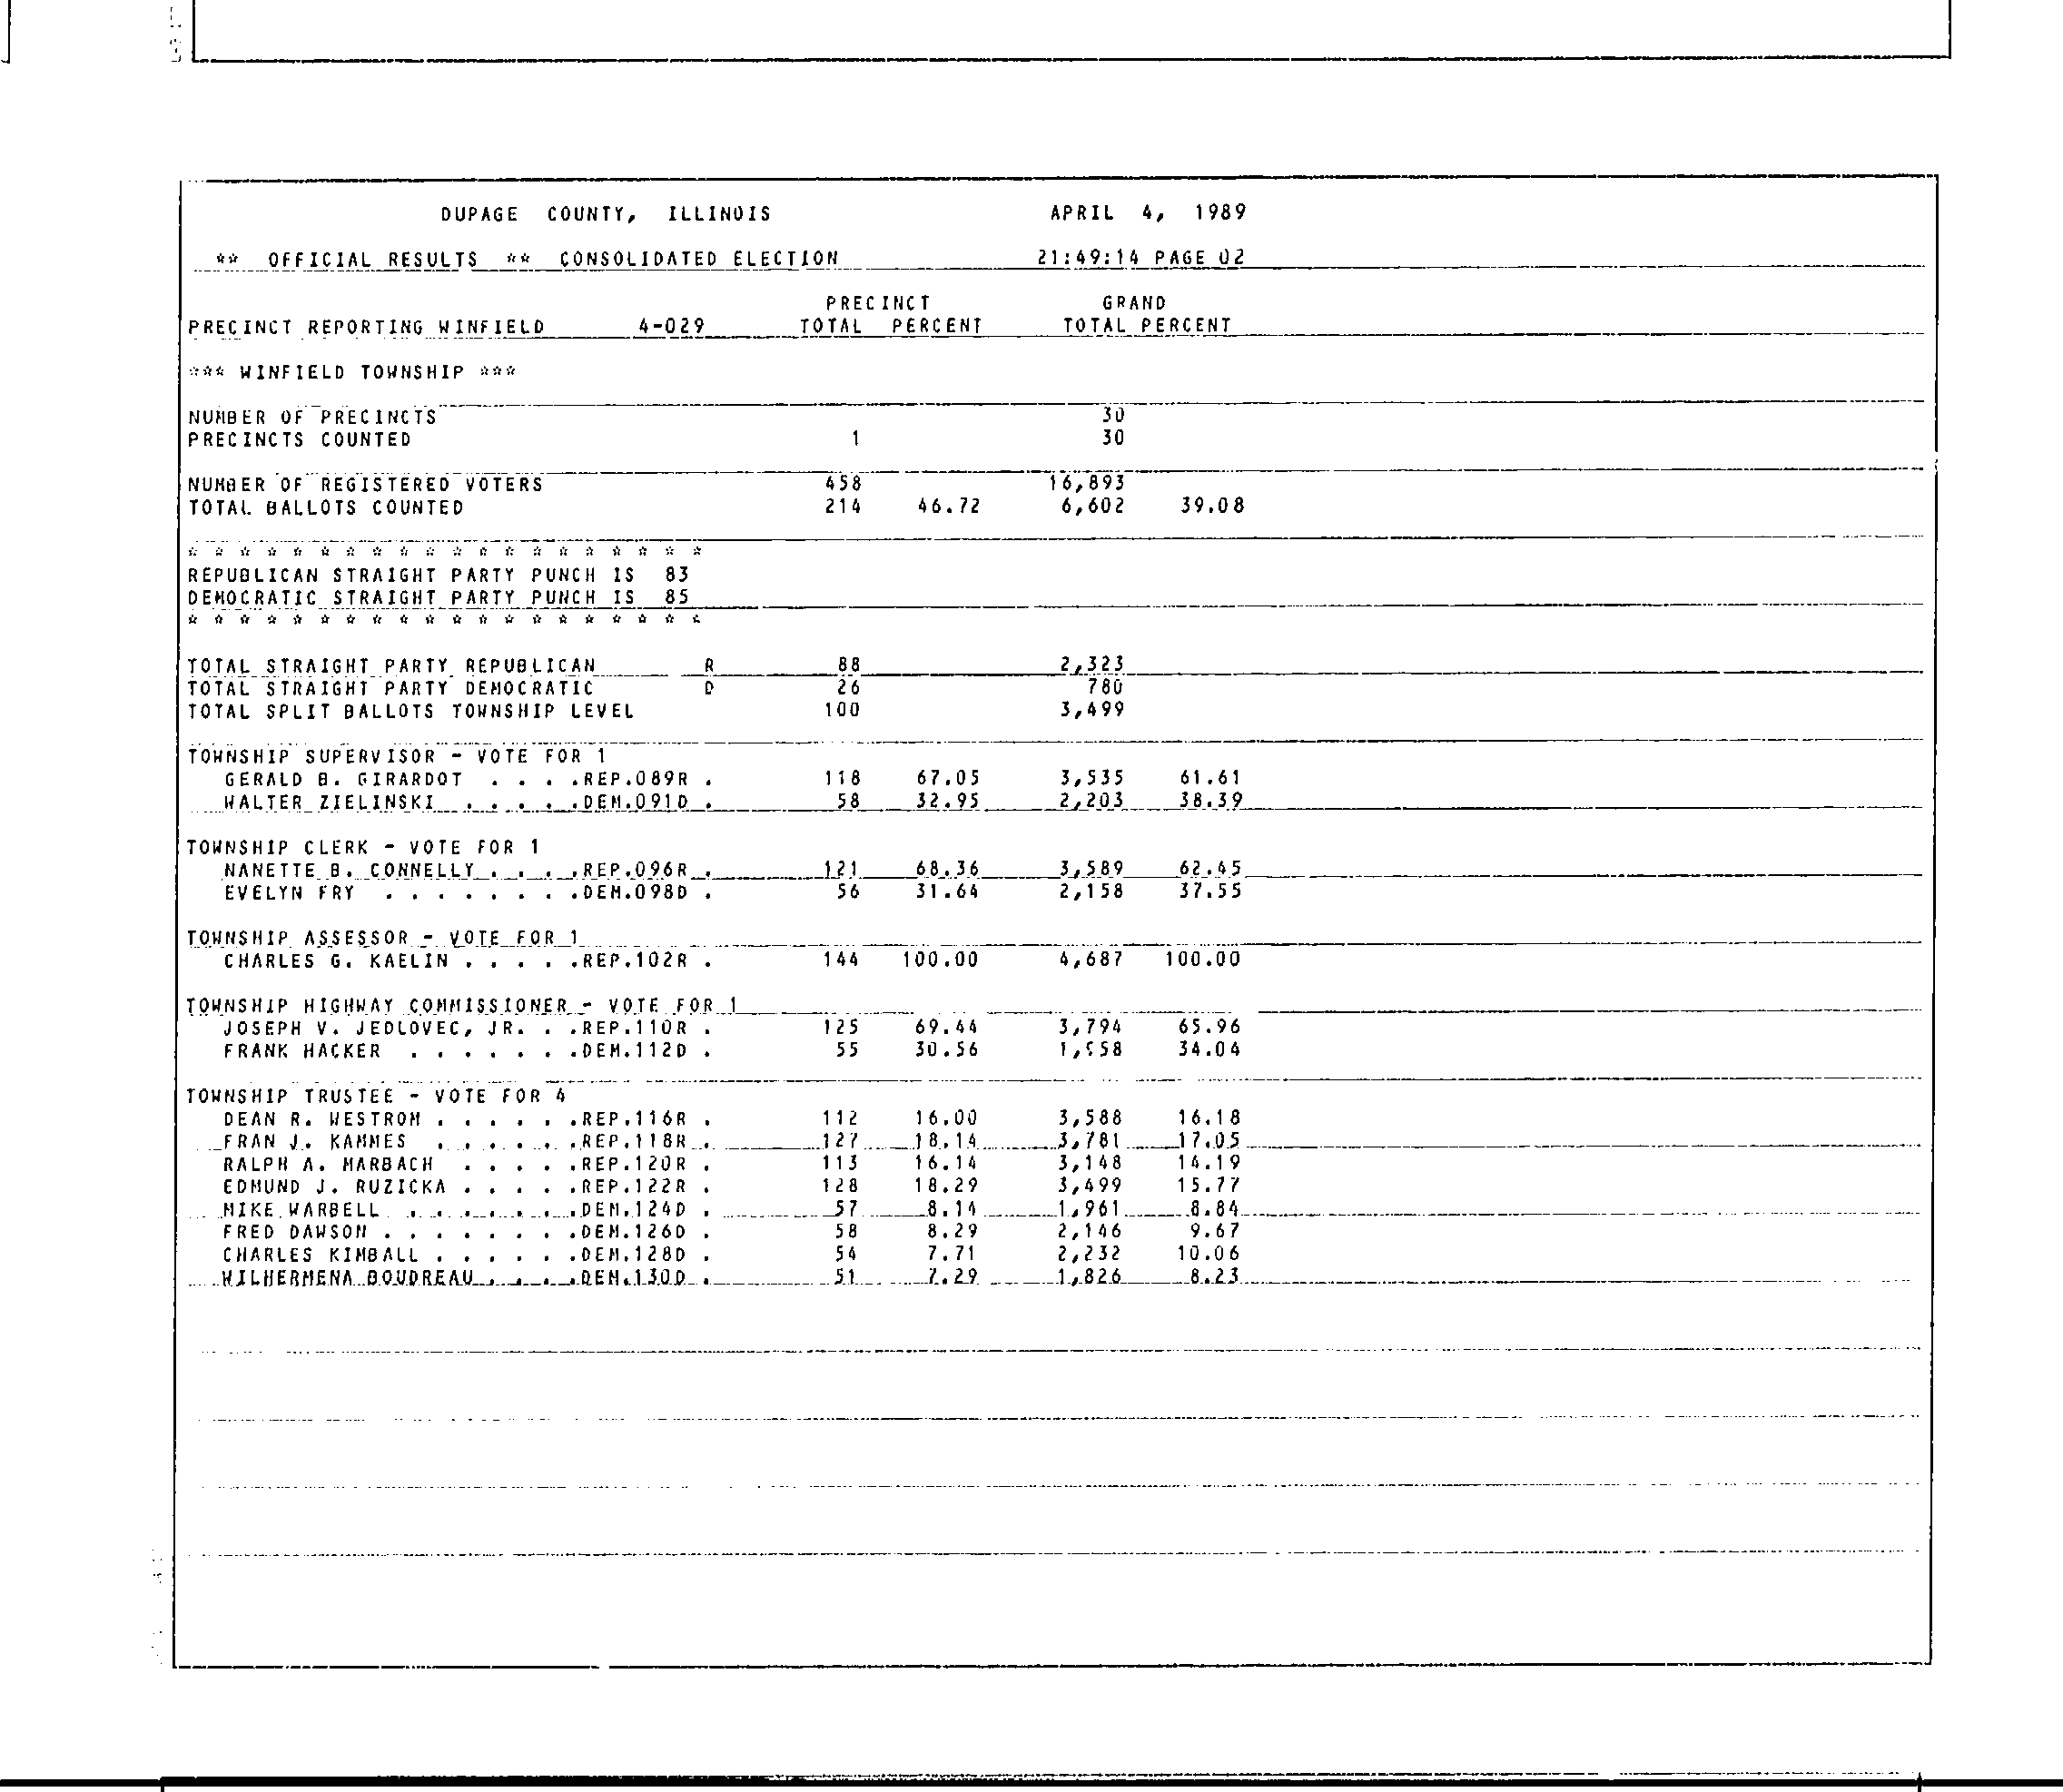 DUPAGE COUNTY, ILLINOIS APRIL 4, 1989
** OFFICIAL RESULTS ** CONSOLIDATED ELECTION 21:49:14 PAGE 02
PRECINCT GRAND
PRECINCT REPORTING WINFIELD 4-029 TOTAL PERCENT TOTAL PERCENT
*** WINFIELD TOWNSHIP ***
NUMBER OF PRECINCTS 30
PRECINCTS COUNTED 1 30
NUMBER OF REGISTERED VOTERS 458 16,893
TOTAL BALLOTS COUNTED 214 46.72 6,602 39.08
* * * * * * * * * * * * * * * * * * * *
REPUBLICAN STRAIGHT PARTY PUNCH IS 83
DEMOCRATIC STRAIGHT PARTY PUNCH IS 85
* * * * * * * * * * * * * * * * * * * *
TOTAL STRAIGHT PARTY REPUBLICAN R 88 2,323
TOTAL STRAIGHT PARTY DEMOCRATIC D 26 780
TOTAL SPLIT BALLOTS TOWNSHIP LEVEL 100 3,499
TOWNSHIP SUPERVISOR - VOTE FOR 1
GERALD B. GIRARDOT . . . .REP.089R . 118 67.05 3,535 61.61
WALTER ZIELINSKI . . . . .DEM.091D . 58 32.95 2,203 38.39
TOWNSHIP CLERK - VOTE FOR 1
NANETTE B. CONNELLY . . . .REP.096R . 121 68.36 3,589 62.45
EVELYN FRY . . . . . . . .DEM.098D . 56 31.64 2,158 37.55
TOWNSHIP ASSESSOR - VOTE FOR 1
CHARLES G. KAELIN . . . . .REP.102R . 144 100.00 4,687 100.00
TOWNSHIP HIGHWAY COMMISSIONER - VOTE FOR 1
JOSEPH V. JEDLOVEC, JR. . .REP.110R . 125 69.44 3,794 65.96
FRANK HACKER . . . . . . .DEM.112D . 55 30.56 1,958 34.04
TOWNSHIP TRUSTEE - VOTE FOR 4
DEAN R. WESTROM . . . . . .REP.116R . 112 16.00 3,588 16.18
FRAN J. KAMMES . . . . . .REP.118R . 127 18.14 3,781 17.05
RALPH A. MARBACH . . . . .REP.120R . 113 16.14 3,148 14.19
EDMUND J. RUZICKA . . . . .REP.122R . 128 18.29 3,499 15.77
MIKE WARBELL . . . . . . .DEM.124D . 57 8.14 1,961 8.84
FRED DAWSON . . . . . . . .DEM.126D . 58 8.29 2,146 9.67
CHARLES KIMBALL . . . . . .DEM.128D . 54 7.71 2,232 10.06
WILHERMENA BOUDREAU . . . .DEM.130D . 51 7.29 1,826 8.23